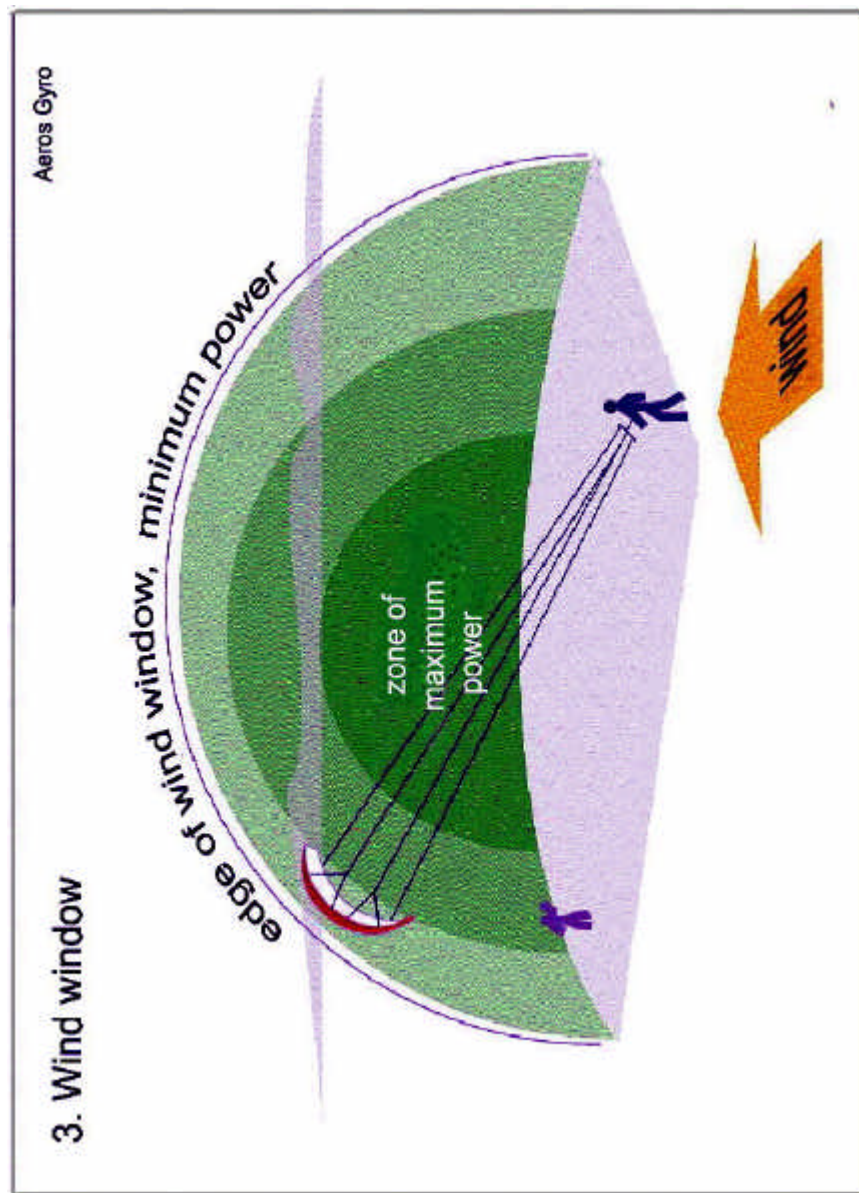 3. Wind window
Aeros Gyro
edge of wind window, minimum power
zone of
maximum
power
wind